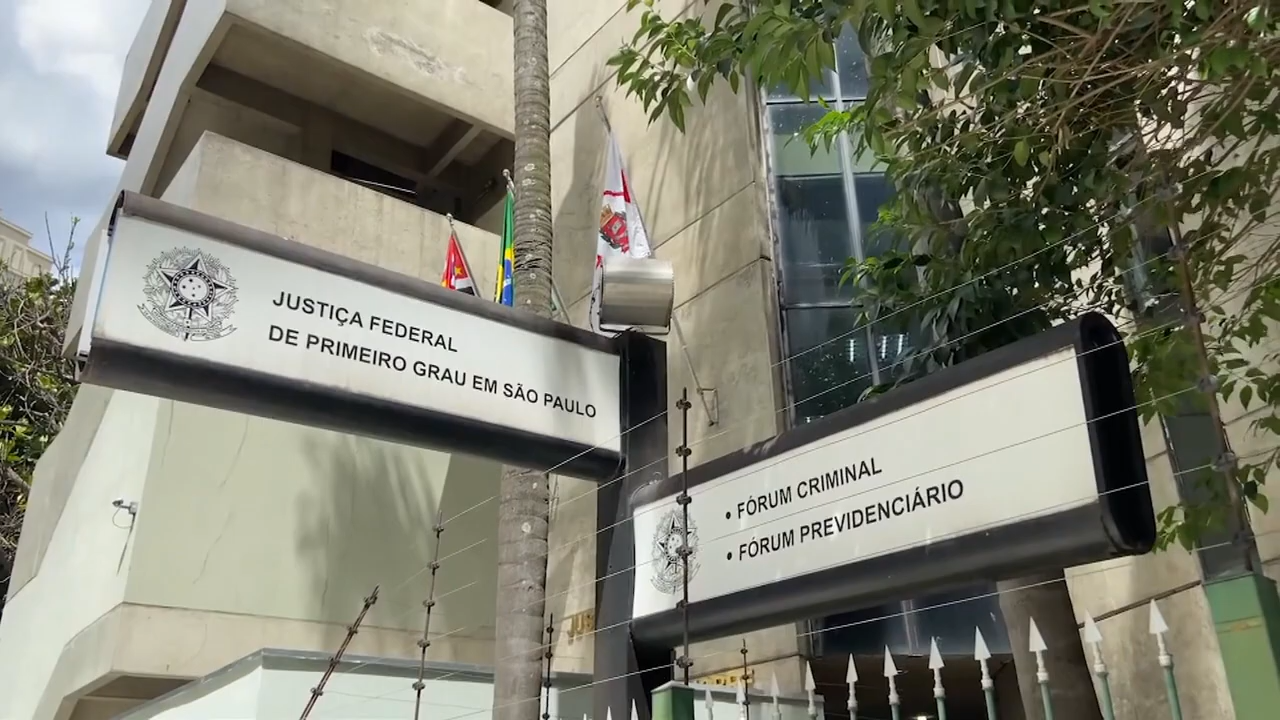 JUSTIÇA FEDERAL
DE PRIMEIRO GRAU EM SÃO PAULO
• FÓRUM CRIMINAL
• FÓRUM PREVIDENCIÁRIO